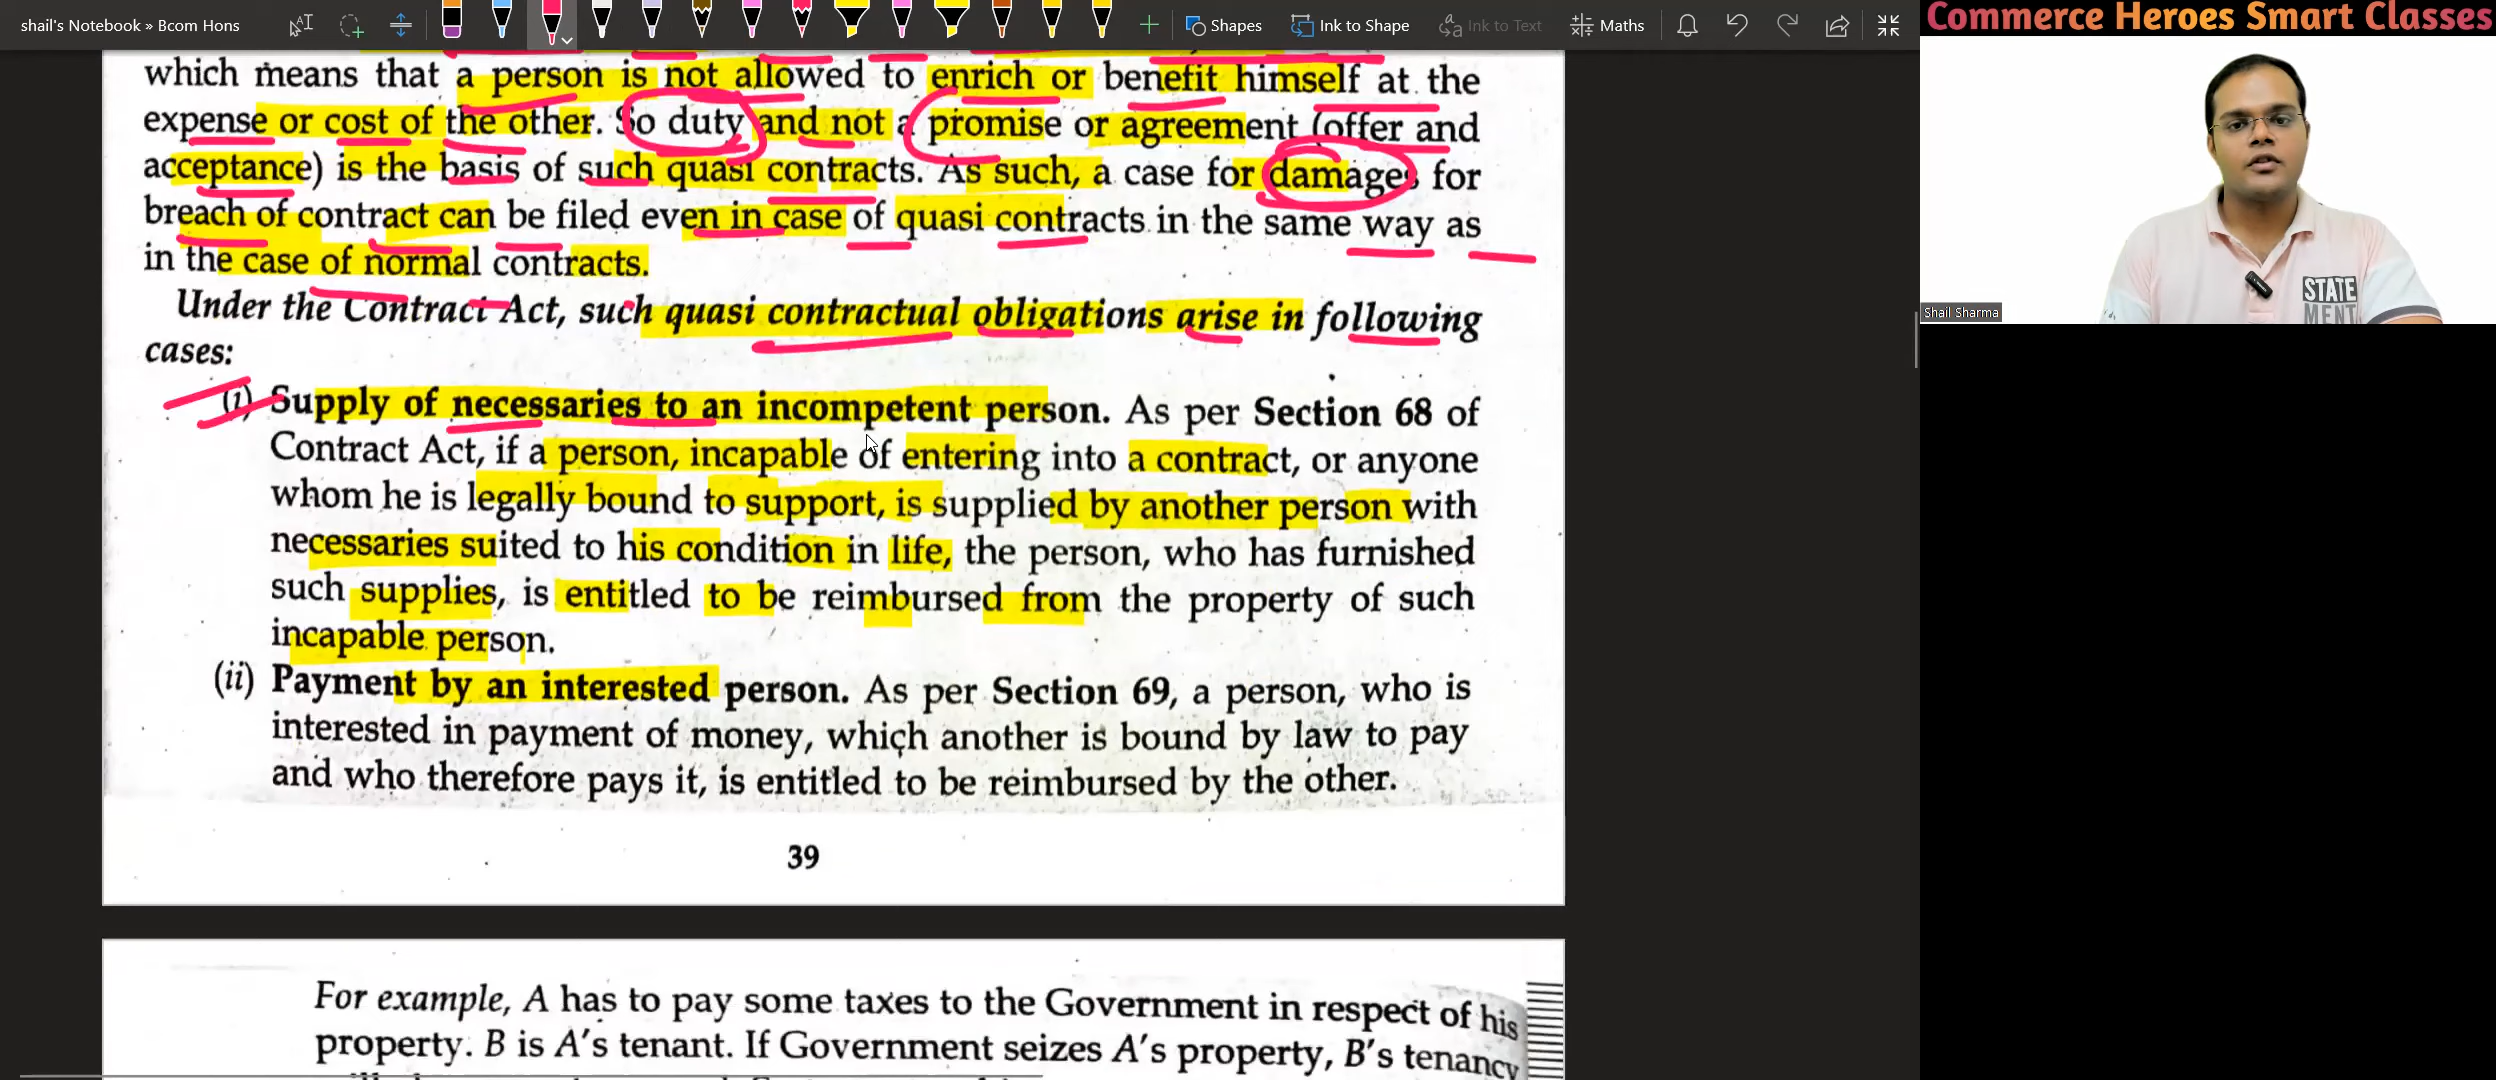 shail's Notebook » Bcom Hons
Shapes
Ink to Shape
Ink to Text
Maths
Commerce Heroes Smart Classes
which means that a person is not allowed to enrich or benefit himself at the
expense or cost of the other. So duty and not a promise or agreement (offer and
acceptance) is the basis of such quasi contracts. As such, a case for damages for
breach of contract can be filed even in case of quasi contracts in the same way as
in the case of normal contracts.
Under the Contract Act, such quasi contractual obligations arise in following
cases:
(i) Supply of necessaries to an incompetent person. As per Section 68 of
Contract Act, if a person, incapable of entering into a contract, or anyone
whom he is legally bound to support, is supplied by another person with
necessaries suited to his condition in life, the person, who has furnished
such supplies, is entitled to be reimbursed from the property of such
incapable person.
(ii) Payment by an interested person. As per Section 69, a person, who is
interested in payment of money, which another is bound by law to pay
and who therefore pays it, is entitled to be reimbursed by the other.
39
For example, A has to pay some taxes to the Government in respect of his
property. B is A's tenant. If Government seizes A's property, B's tenancy
STATE
MENT
Shail Sharma